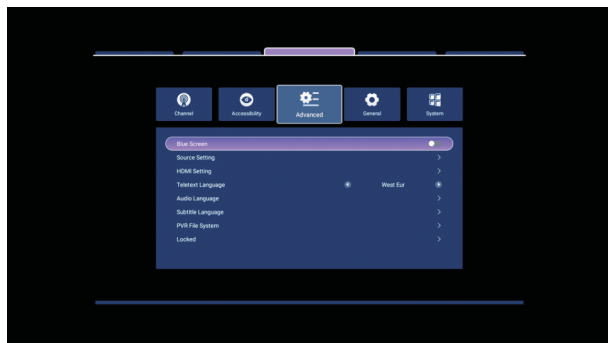 Channel
Accessibility
Advanced
General
System
Blue Screen
Source Setting
HDMI Setting
Teletext Language West Eur
Audio Language
Subtitle Language
PVR File System
Locked